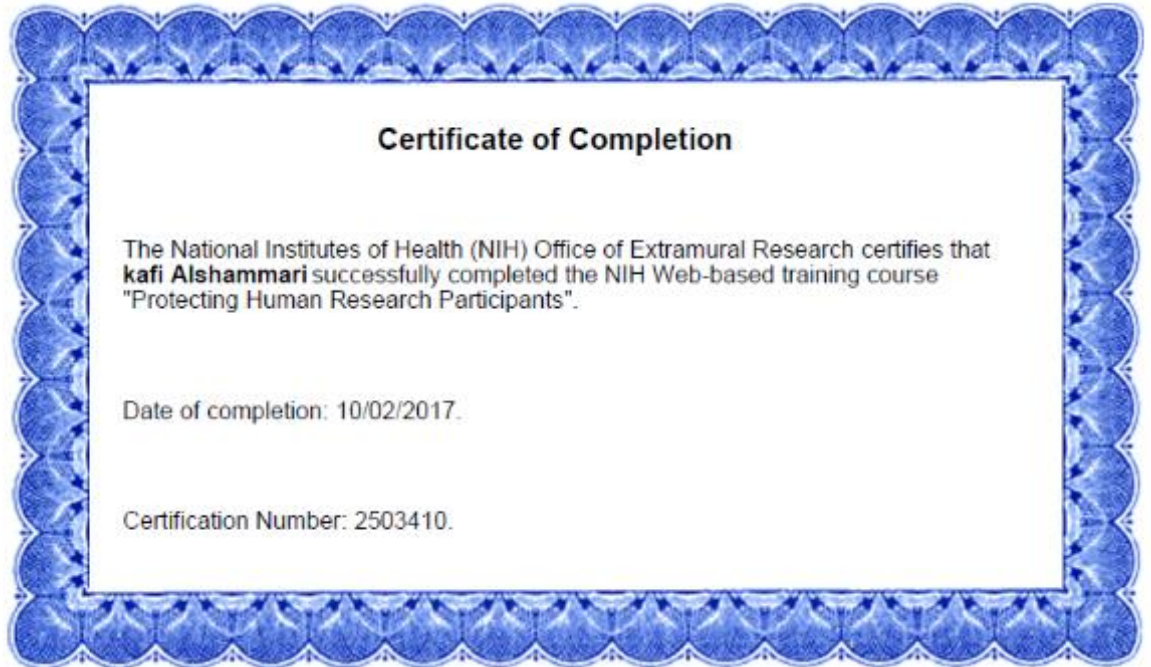 Certificate of Completion
The National Institutes of Health (NIH) Office of Extramural Research certifies that
kafi Alshammari successfully completed the NIH Web-based training course
"Protecting Human Research Participants".
Date of completion: 10/02/2017.
Certification Number: 2503410.